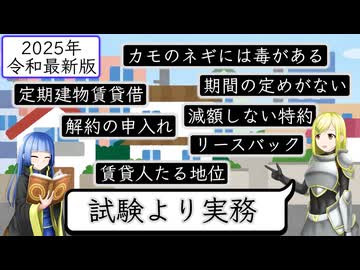 2025年
令和最新版
カモのネギには毒がある
定期建物賃貸借
期間の定めがない
解約の申入れ
減額しない特約
リースバック
賃貸人たる地位
試験より実務